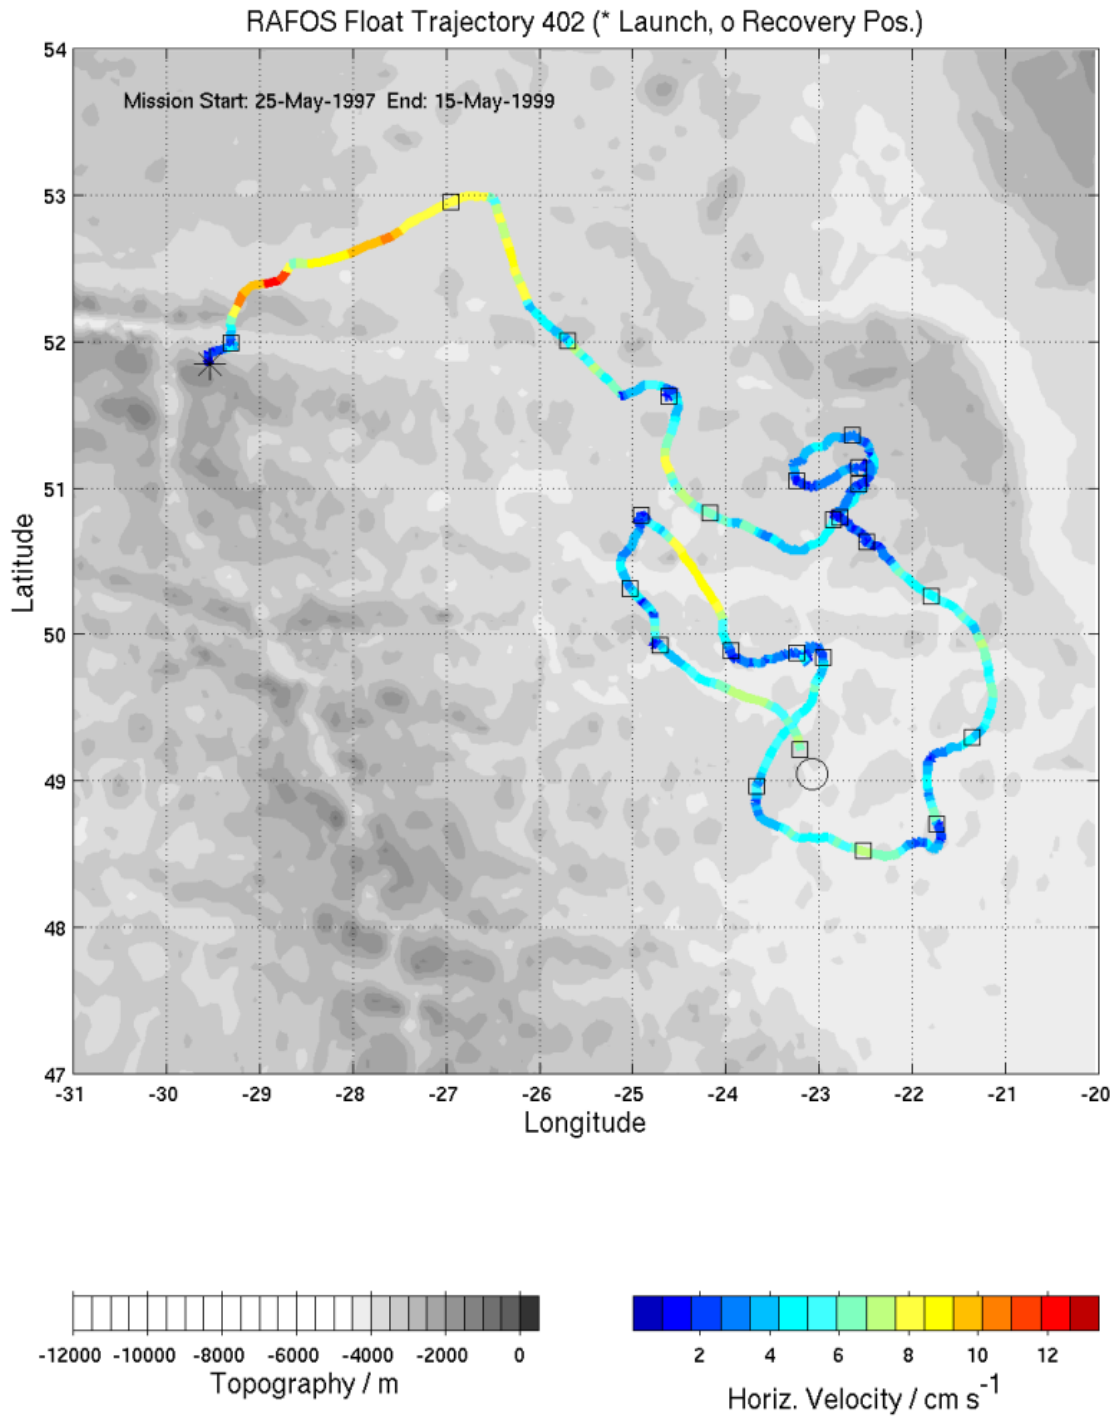 RAFOS Float Trajectory 402 (* Launch, o Recovery Pos.)
Mission Start: 25-May-1997 End: 15-May-1999
54
53
52
51
50
49
48
47
Latitude
-31 -30 -29 -28 -27 -26 -25 -24 -23 -22 -21 -20
Longitude
-12000 -10000 -8000 -6000 -4000 -2000 0
Topography / m
2 4 6 8 10 12
Horiz. Velocity / cm s⁻¹